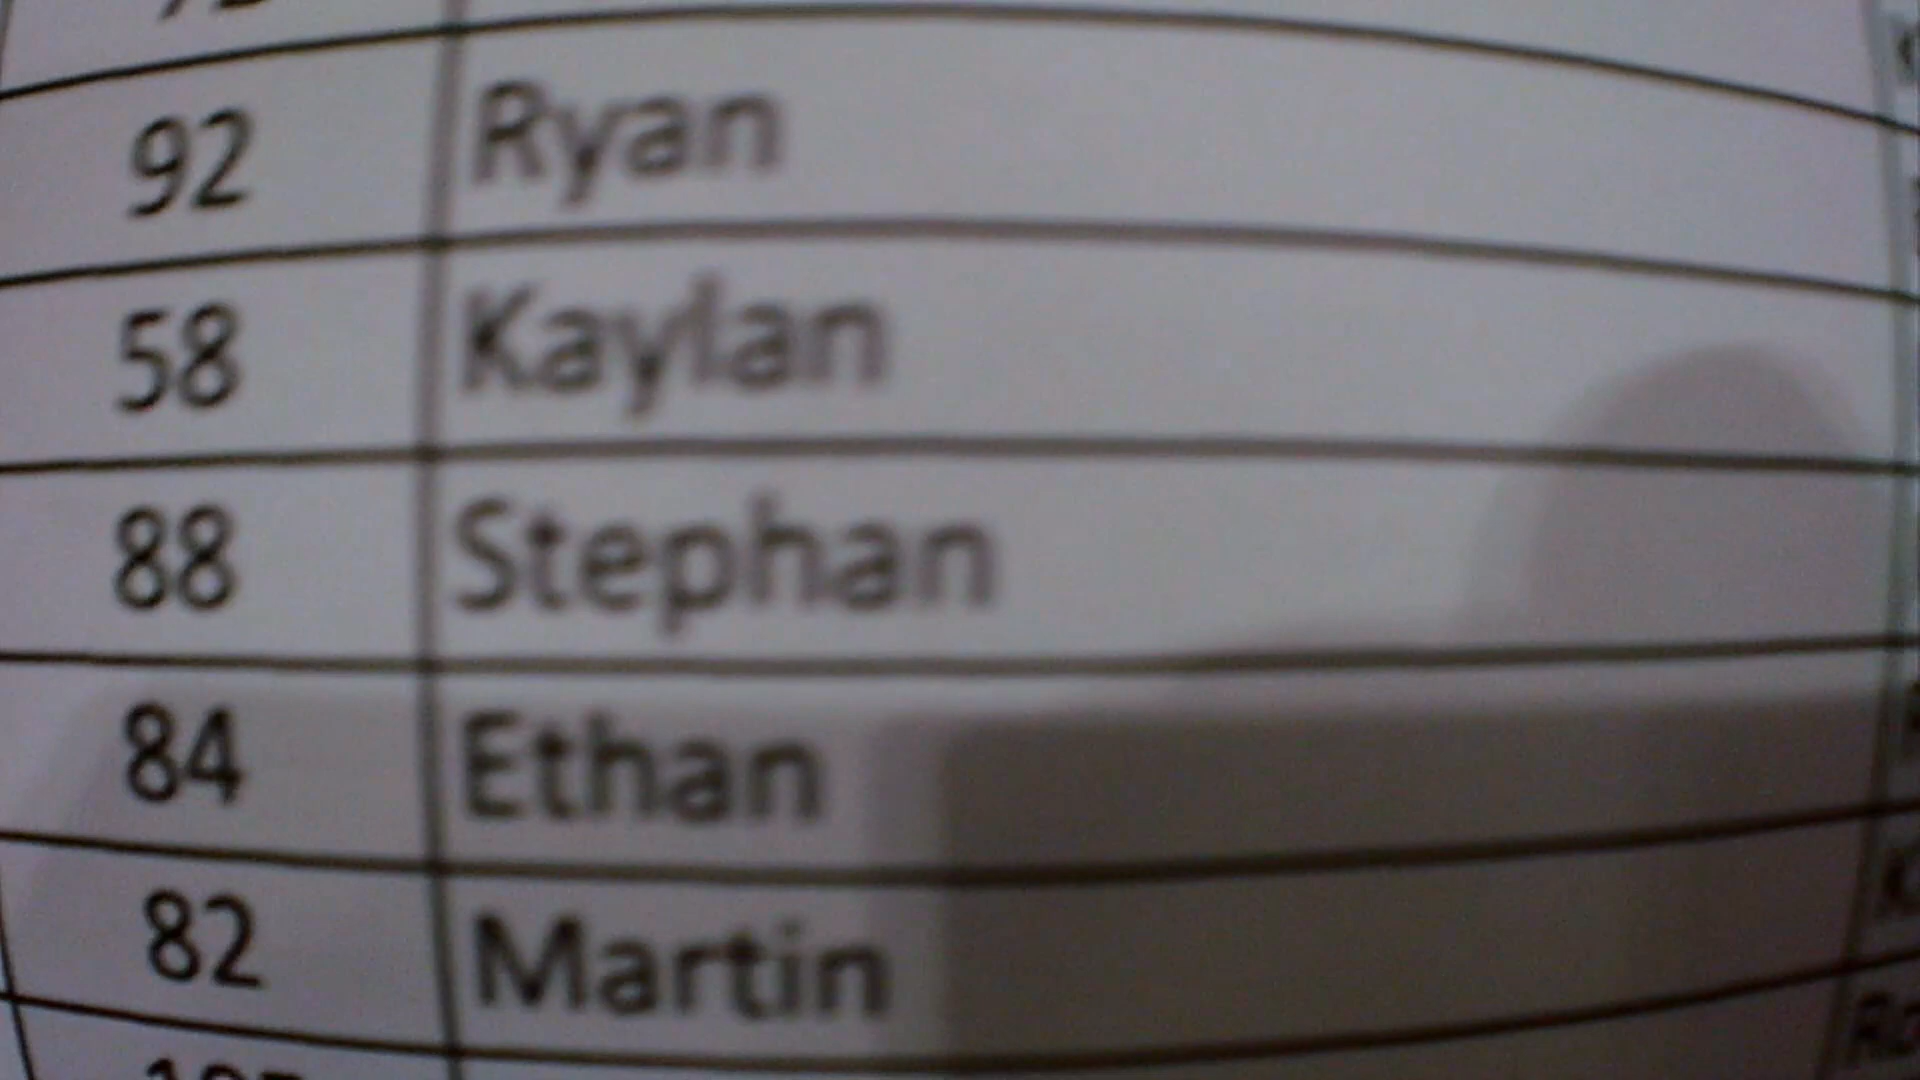 92 Ryan
58 Kaylan
88 Stephan
84 Ethan
82 Martin